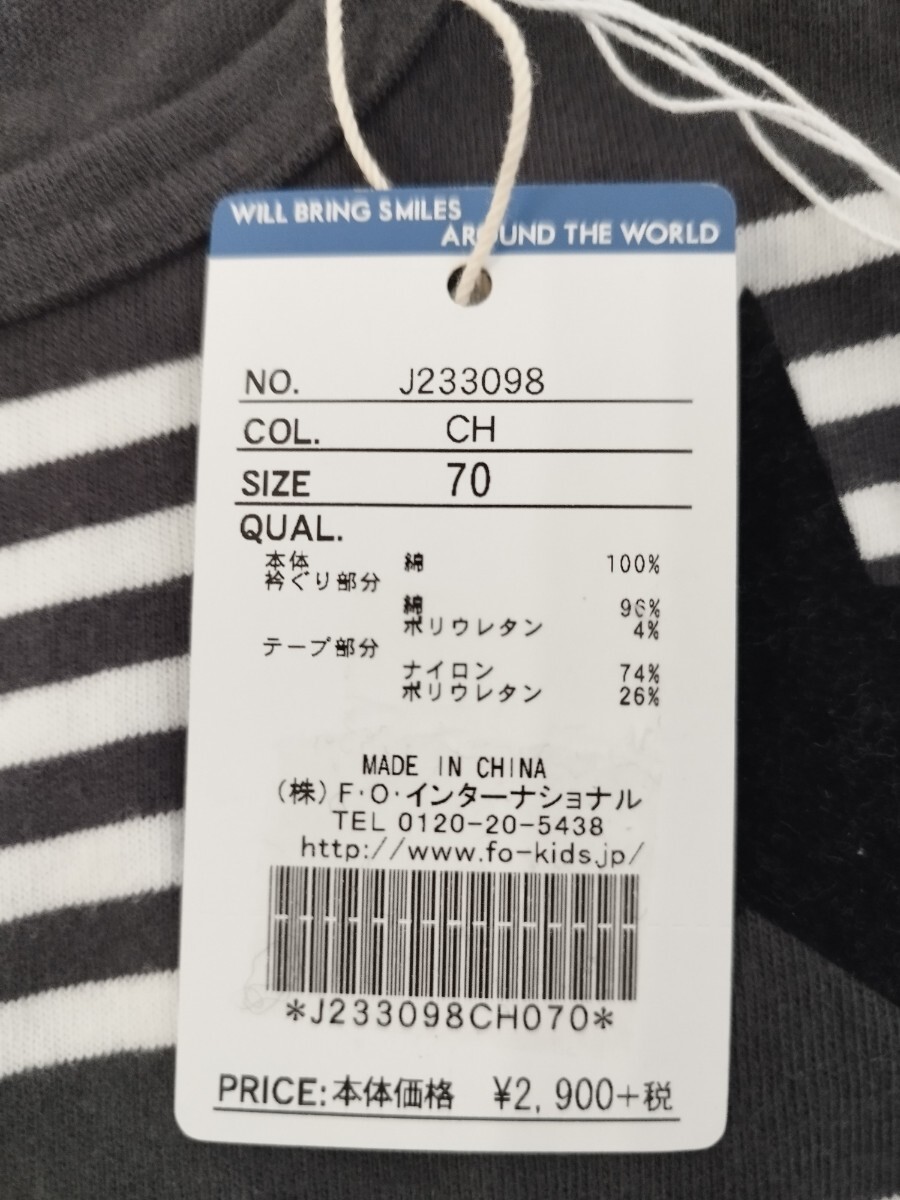 WILL BRING SMILES
AROUND THE WORLD
NO. J233098
COL. CH
SIZE 70
QUAL.
本体 綿 100%
衿ぐり部分
綿 96%
ポリウレタン 4%
テープ部分
ナイロン 74%
ポリウレタン 26%
MADE IN CHINA
(株)F・O・インターナショナル
TEL 0120-20-5438
http://www.fo-kids.jp/
*J233098CH070*
PRICE:本体価格 ¥2,900+税